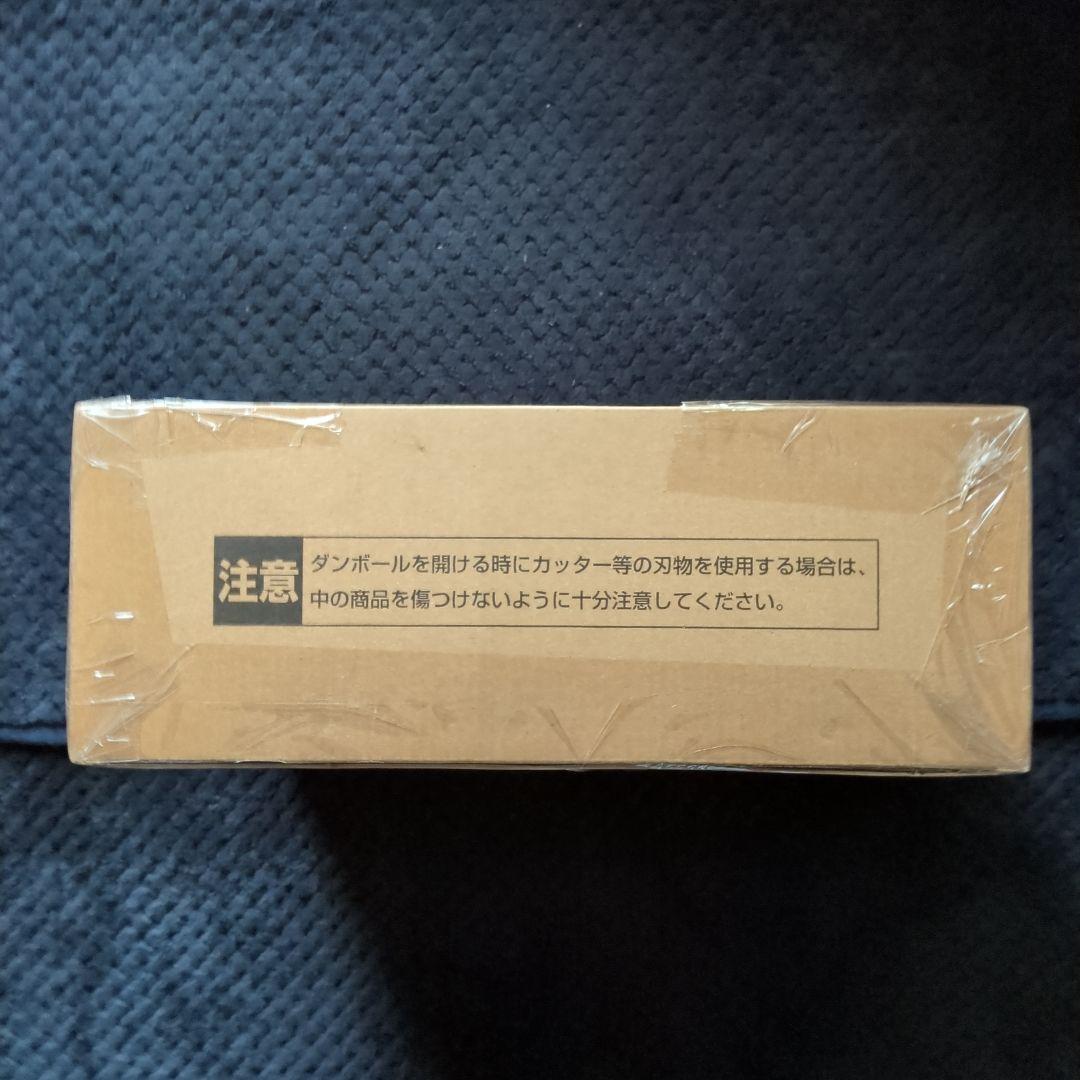 注意
ダンボールを開ける時にカッター等の刃物を使用する場合は、
中の商品を傷つけないように十分注意してください。